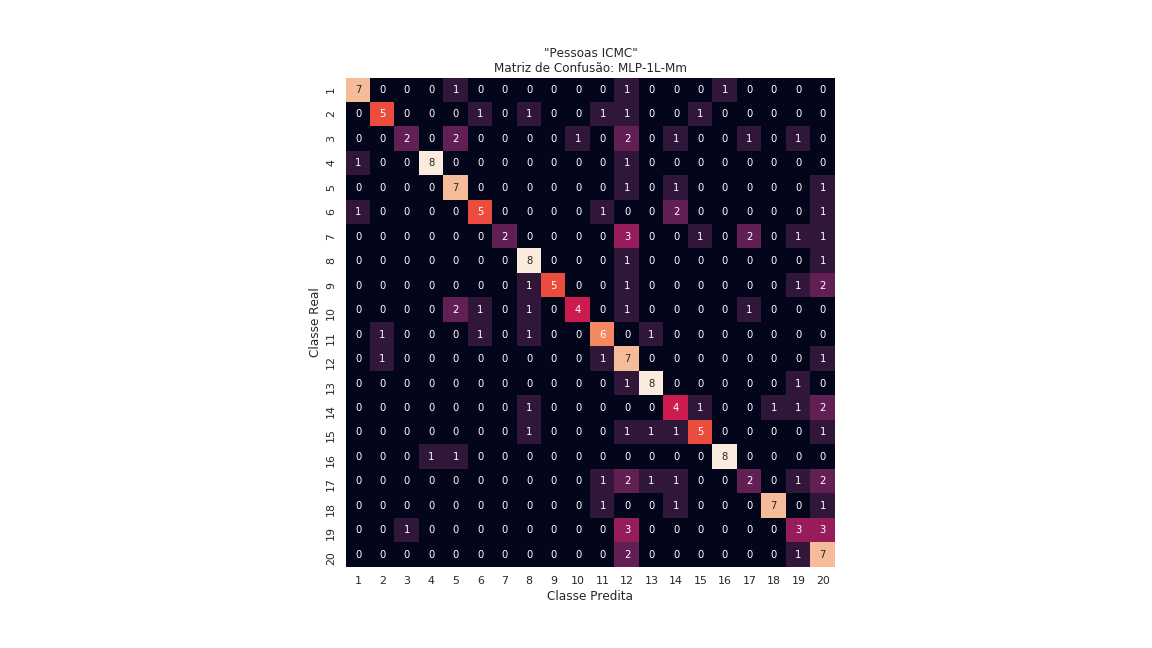 "Pessoas ICMC"
Matriz de Confusão: MLP-1L-Mm
Classe Real
1 7 0 0 0 1 0 0 0 0 0 0 1 0 0 0 1 0 0 0 0
2 0 5 0 0 0 1 0 1 0 0 1 1 0 0 1 0 0 0 0 0
3 0 0 2 0 2 0 0 0 0 1 0 2 0 1 0 0 1 0 1 0
4 1 0 0 8 0 0 0 0 0 0 0 1 0 0 0 0 0 0 0 0
5 0 0 0 0 7 0 0 0 0 0 0 1 0 1 0 0 0 0 0 1
6 1 0 0 0 0 5 0 0 0 0 1 0 0 2 0 0 0 0 0 1
7 0 0 0 0 0 0 2 0 0 0 0 3 0 0 1 0 2 0 1 1
8 0 0 0 0 0 0 0 8 0 0 0 1 0 0 0 0 0 0 0 1
9 0 0 0 0 0 0 0 1 5 0 0 1 0 0 0 0 0 0 1 2
10 0 0 0 0 2 1 0 1 0 4 0 1 0 0 0 0 1 0 0 0
11 0 1 0 0 0 1 0 1 0 0 6 0 1 0 0 0 0 0 0 0
12 0 1 0 0 0 0 0 0 0 0 1 7 0 0 0 0 0 0 0 1
13 0 0 0 0 0 0 0 0 0 0 0 1 8 0 0 0 0 0 1 0
14 0 0 0 0 0 0 0 1 0 0 0 0 0 4 1 0 0 1 1 2
15 0 0 0 0 0 0 0 1 0 0 0 1 1 1 5 0 0 0 0 1
16 0 0 0 1 1 0 0 0 0 0 0 0 0 0 0 8 0 0 0 0
17 0 0 0 0 0 0 0 0 0 0 1 2 1 1 0 0 2 0 1 2
18 0 0 0 0 0 0 0 0 0 0 1 0 0 1 0 0 0 7 0 1
19 0 0 1 0 0 0 0 0 0 0 0 3 0 0 0 0 0 0 3 3
20 0 0 0 0 0 0 0 0 0 0 0 2 0 0 0 0 0 0 1 7
1 2 3 4 5 6 7 8 9 10 11 12 13 14 15 16 17 18 19 20
Classe Predita